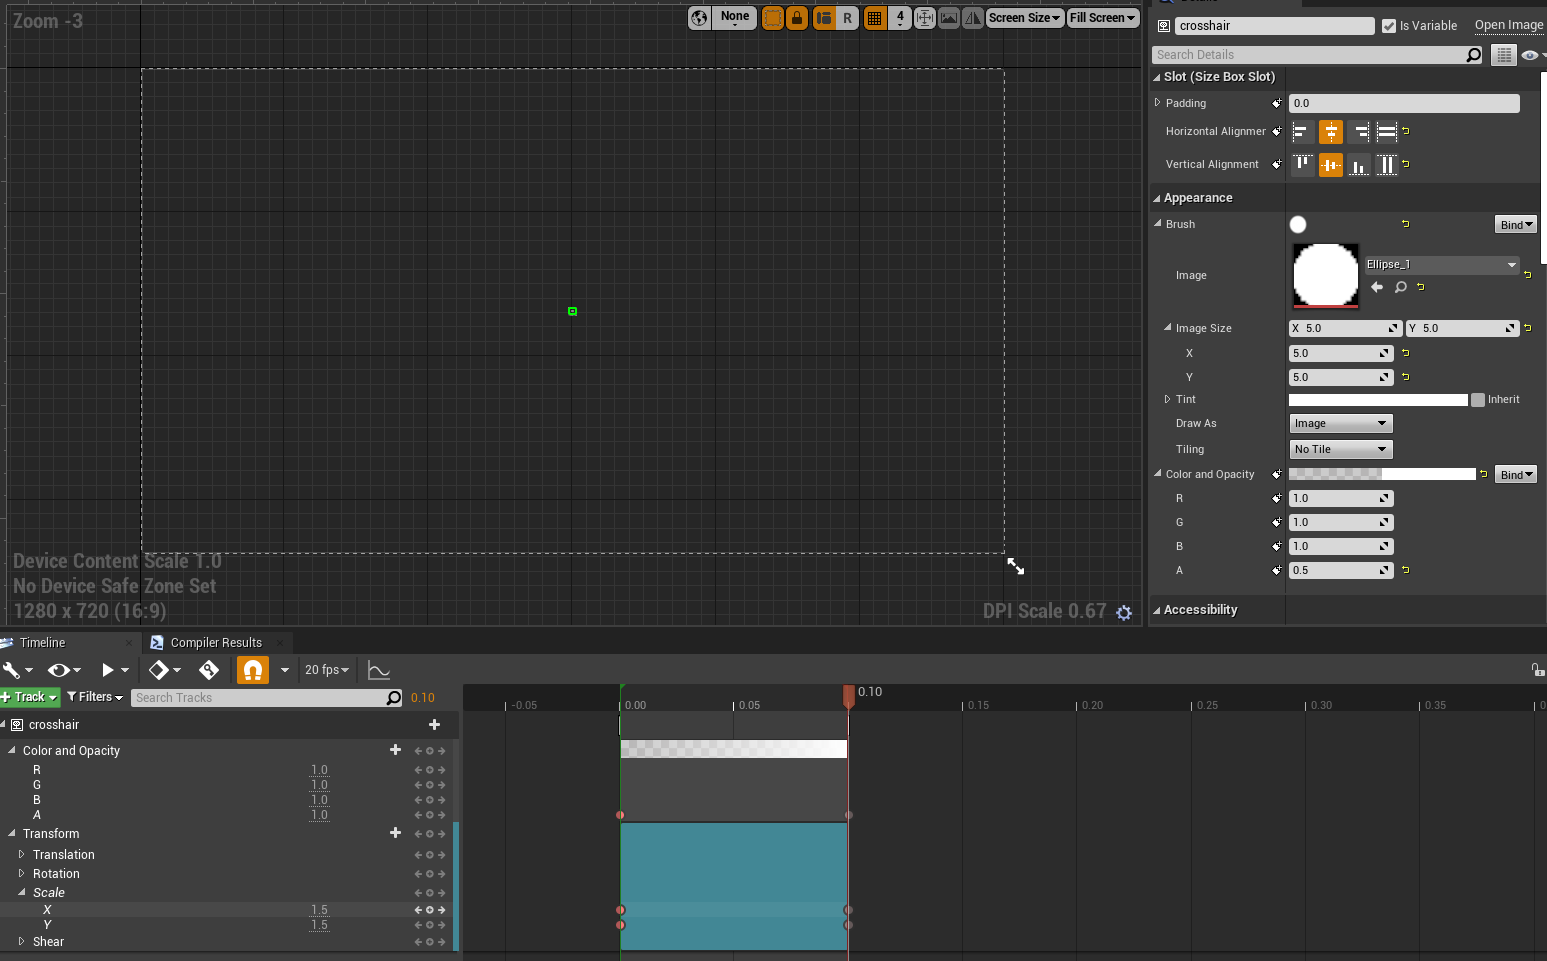 Zoom -3
None
R
4
Screen Size
Fill Screen
Device Content Scale 1.0
No Device Safe Zone Set
1280 x 720 (16:9)
DPI Scale 0.67
crosshair
Is Variable
Open Image
Search Details
Slot (Size Box Slot)
Padding
0.0
Horizontal Alignmer
Vertical Alignment
Appearance
Brush
Bind
Image
Ellipse_1
Image Size
X 5.0
Y 5.0
X
5.0
Y
5.0
Tint
Inherit
Draw As
Image
Tiling
No Tile
Color and Opacity
Bind
R
1.0
G
1.0
B
1.0
A
0.5
Accessibility
Timeline
Compiler Results
20 fps
Track
Filters
Search Tracks
0.10
crosshair
Color and Opacity
R 1.0
G 1.0
B 1.0
A 1.0
Transform
Translation
Rotation
Scale
X 1.5
Y 1.5
Shear
0.10
-0.05
0.00
0.05
0.15
0.20
0.25
0.30
0.35
0